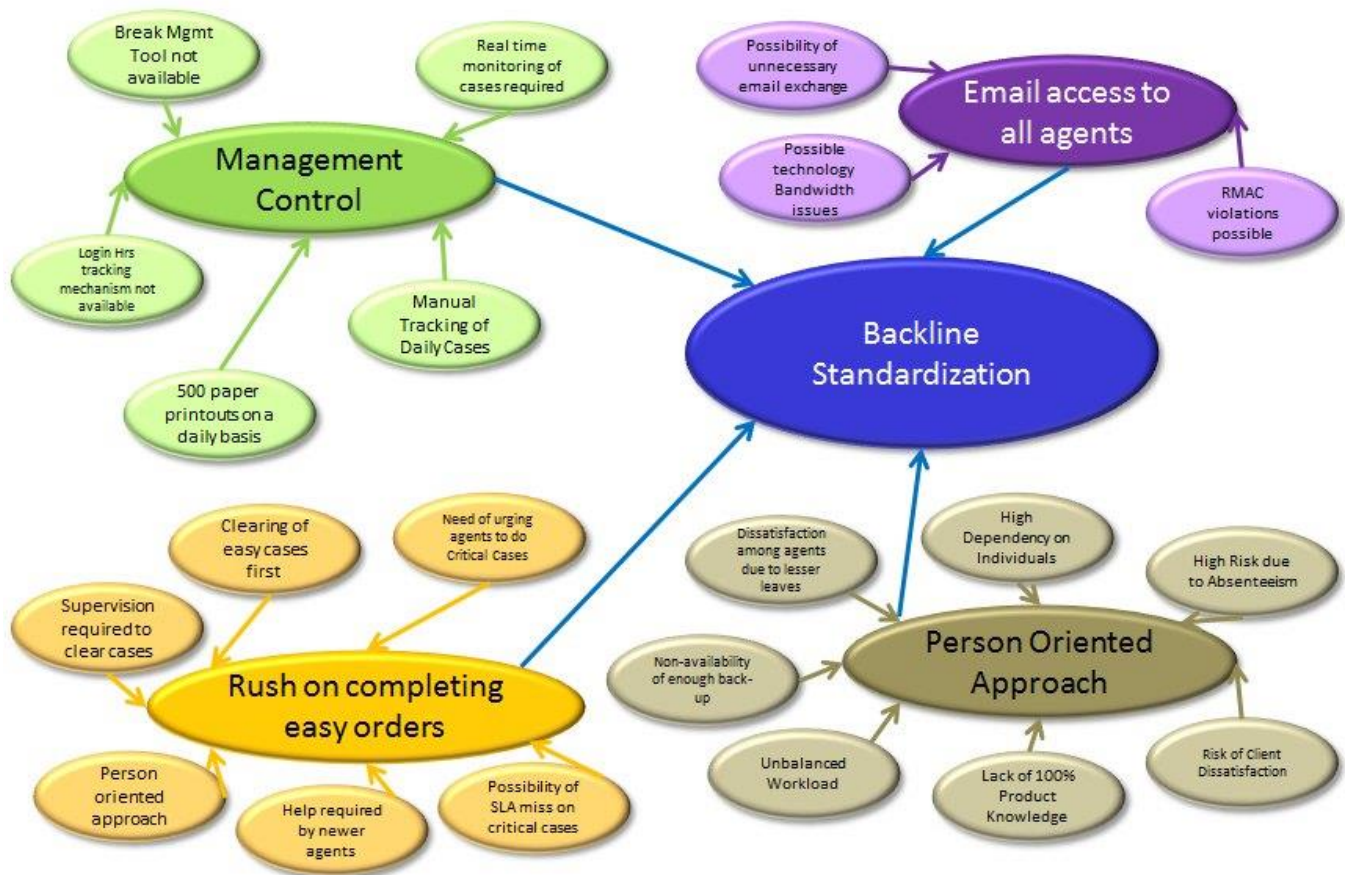 Break Mgmt
Tool not
available
Real time
monitoring of
cases required
Management
Control
Login Hrs
tracking
mechanism not
available
500 paper
printouts on a
daily basis
Manual
Tracking of
Daily Cases
Possibility of
unnecessary
email exchange
Email access to
all agents
Possible
technology
Bandwidth
issues
RMAC
violations
possible
Backline
Standardization
Clearing of
easy cases
first
Need of urging
agents to do
Critical Cases
Supervision
required to
clear cases
Rush on completing
easy orders
Person
oriented
approach
Help required
by newer
agents
Possibility of
SLA miss on
critical cases
Dissatisfaction
among agents
due to lesser
leaves
High
Dependency on
Individuals
High Risk due
to Absenteeism
Non-availability
of enough back-
up
Person Oriented
Approach
Unbalanced
Workload
Lack of 100%
Product
Knowledge
Risk of Client
Dissatisfaction